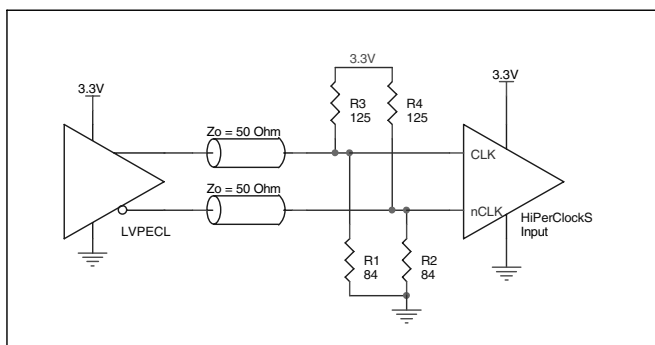 3.3V
3.3V
3.3V
R3
125
R4
125
Zo = 50 Ohm
CLK
Zo = 50 Ohm
nCLK
HiPerClockS
Input
LVPECL
R1
84
R2
84